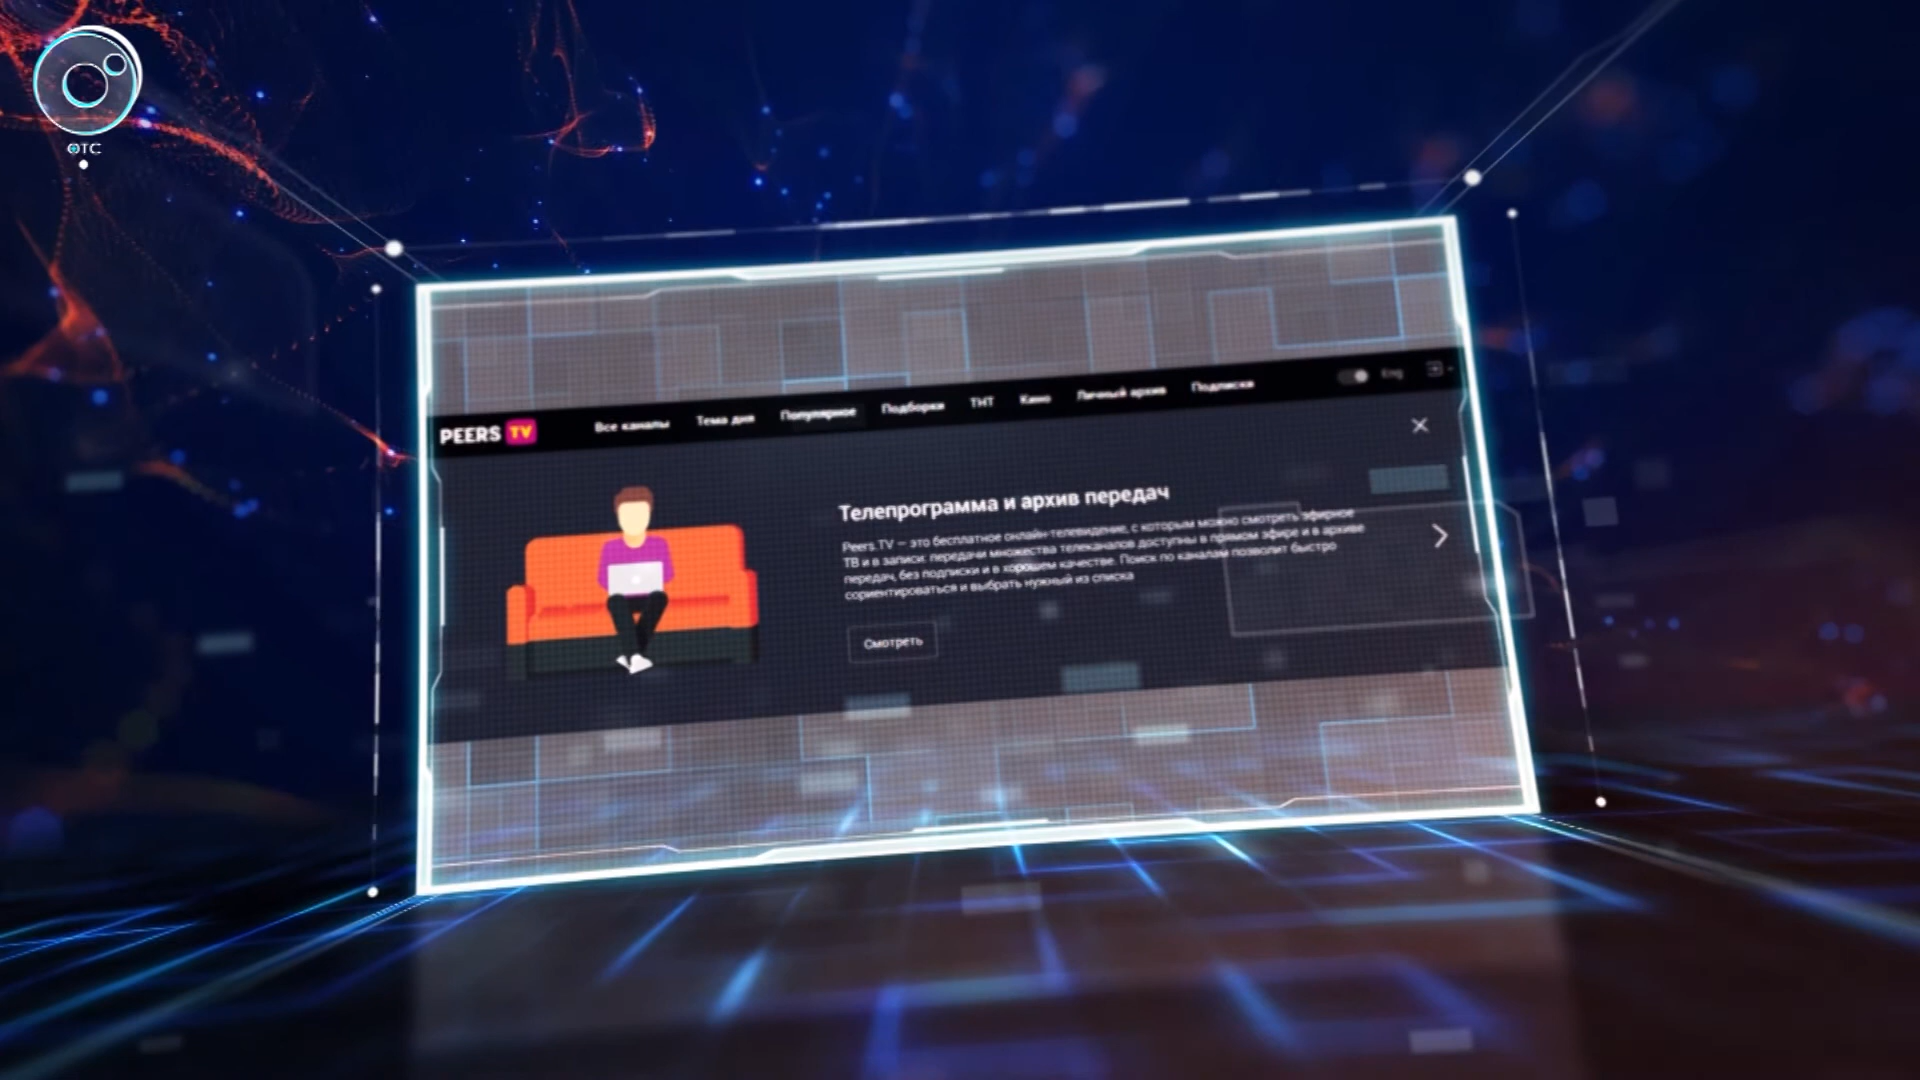 ОТС
PEERS TV Все каналы Тема дня Популярное Подборки ТНТ Кино Личный архив Подписка Eng
Телепрограмма и архив передач
Peers.TV — это бесплатное онлайн-телевидение, с которым можно смотреть эфирное
ТВ и в записи: передачи множества телеканалов доступны в прямом эфире и в архиве
передач, без подписки и в хорошем качестве. Поиск по каналам позволит быстро
сориентироваться и выбрать нужный из списка
Смотреть